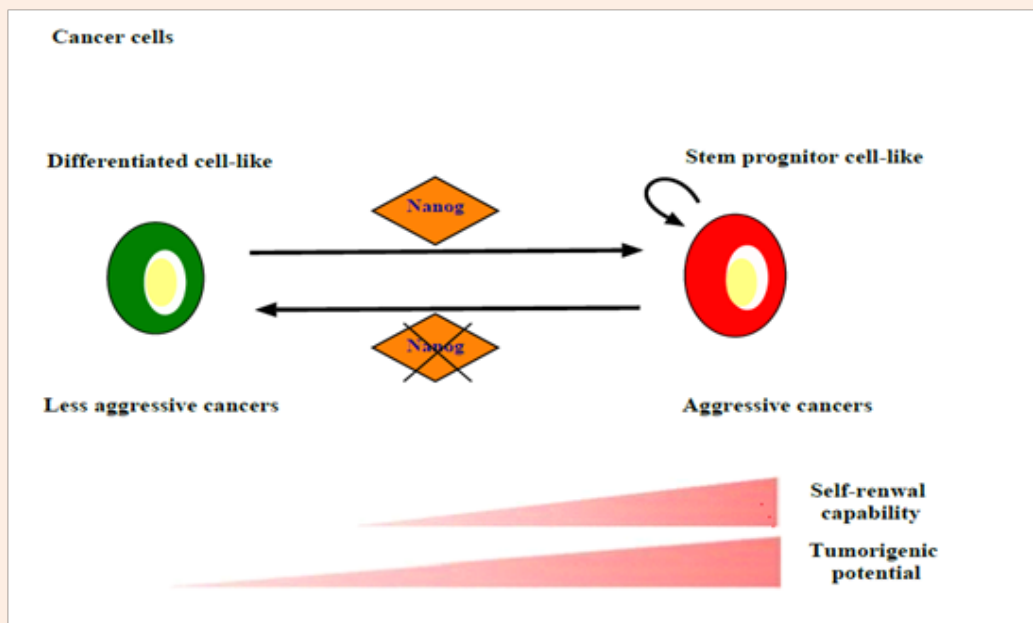 Cancer cells
Differentiated cell-like
Stem prognitor cell-like
Nanog
Nanog
Less aggressive cancers
Aggressive cancers
Self-renwal
capability
Tumorigenic
potential